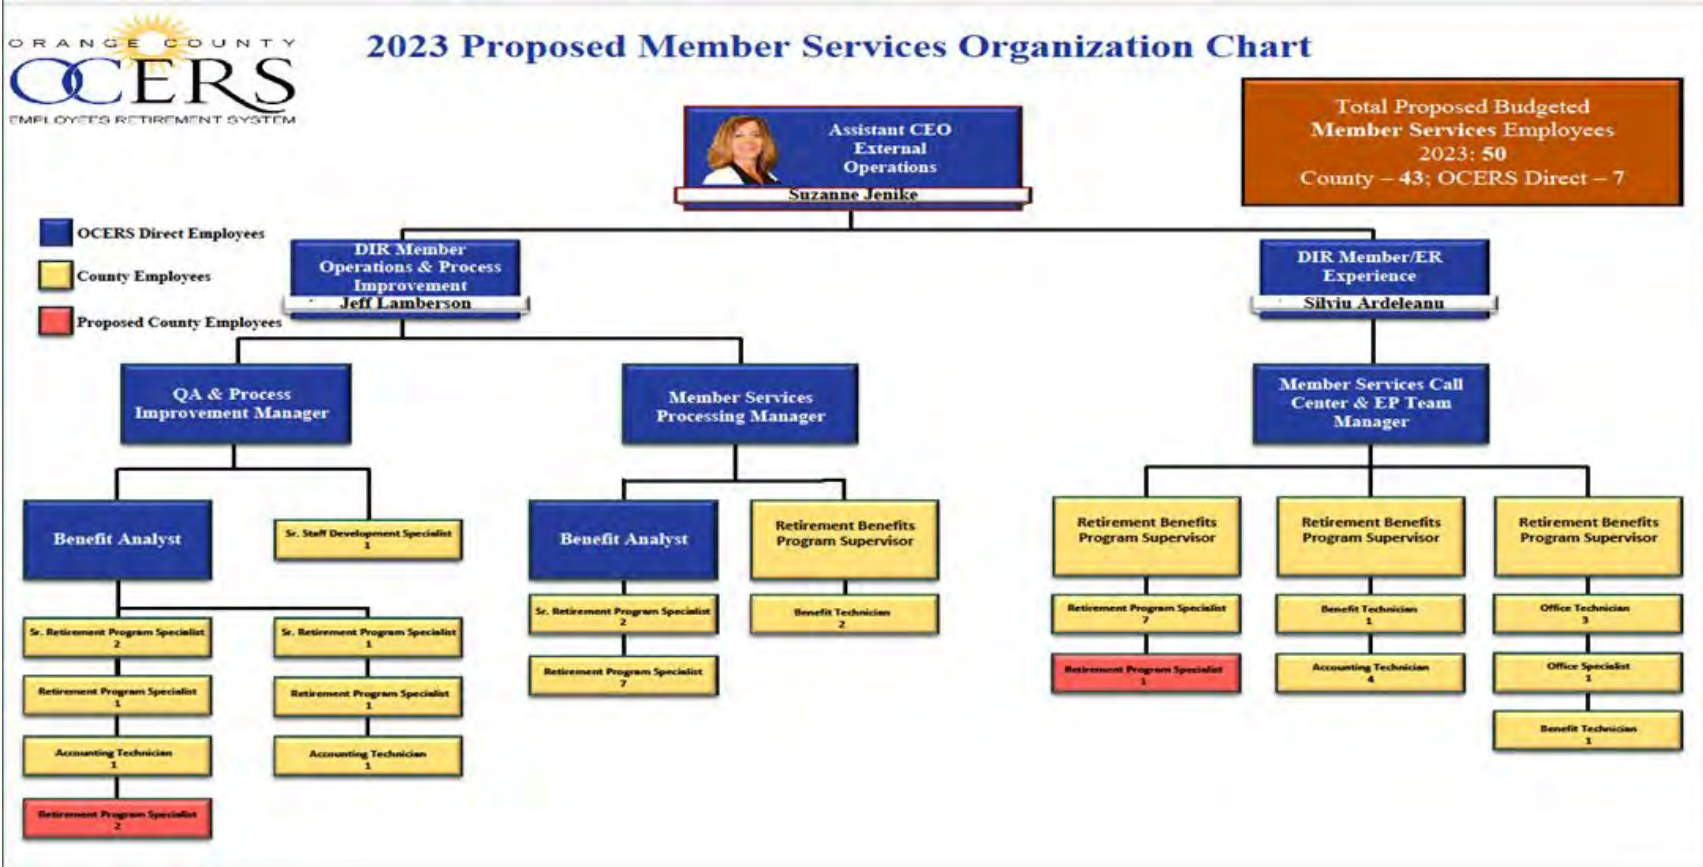 ORANGE COUNTY
OCERS
EMPLOYEES RETIREMENT SYSTEM
2023 Proposed Member Services Organization Chart
Total Proposed Budgeted
Member Services Employees
2023: 50
County – 43; OCERS Direct – 7
Assistant CEO
External
Operations
Suzanne Jenike
OCERS Direct Employees
County Employees
Proposed County Employees
DIR Member
Operations & Process
Improvement
Jeff Lamberson
DIR Member/ER
Experience
Silviu Ardeleanu
QA & Process
Improvement Manager
Member Services
Processing Manager
Member Services Call
Center & EP Team
Manager
Benefit Analyst
Sr. Staff Development Specialist
1
Benefit Analyst
Retirement Benefits
Program Supervisor
Retirement Benefits
Program Supervisor
Retirement Benefits
Program Supervisor
Retirement Benefits
Program Supervisor
Sr. Retirement Program Specialist
2
Sr. Retirement Program Specialist
1
Sr. Retirement Program Specialist
2
Benefit Technician
2
Retirement Program Specialist
7
Benefit Technician
1
Office Technician
3
Retirement Program Specialist
1
Retirement Program Specialist
1
Retirement Program Specialist
7
Retirement Program Specialist
1
Accounting Technician
4
Office Specialist
1
Accounting Technician
1
Accounting Technician
1
Benefit Technician
1
Retirement Program Specialist
2